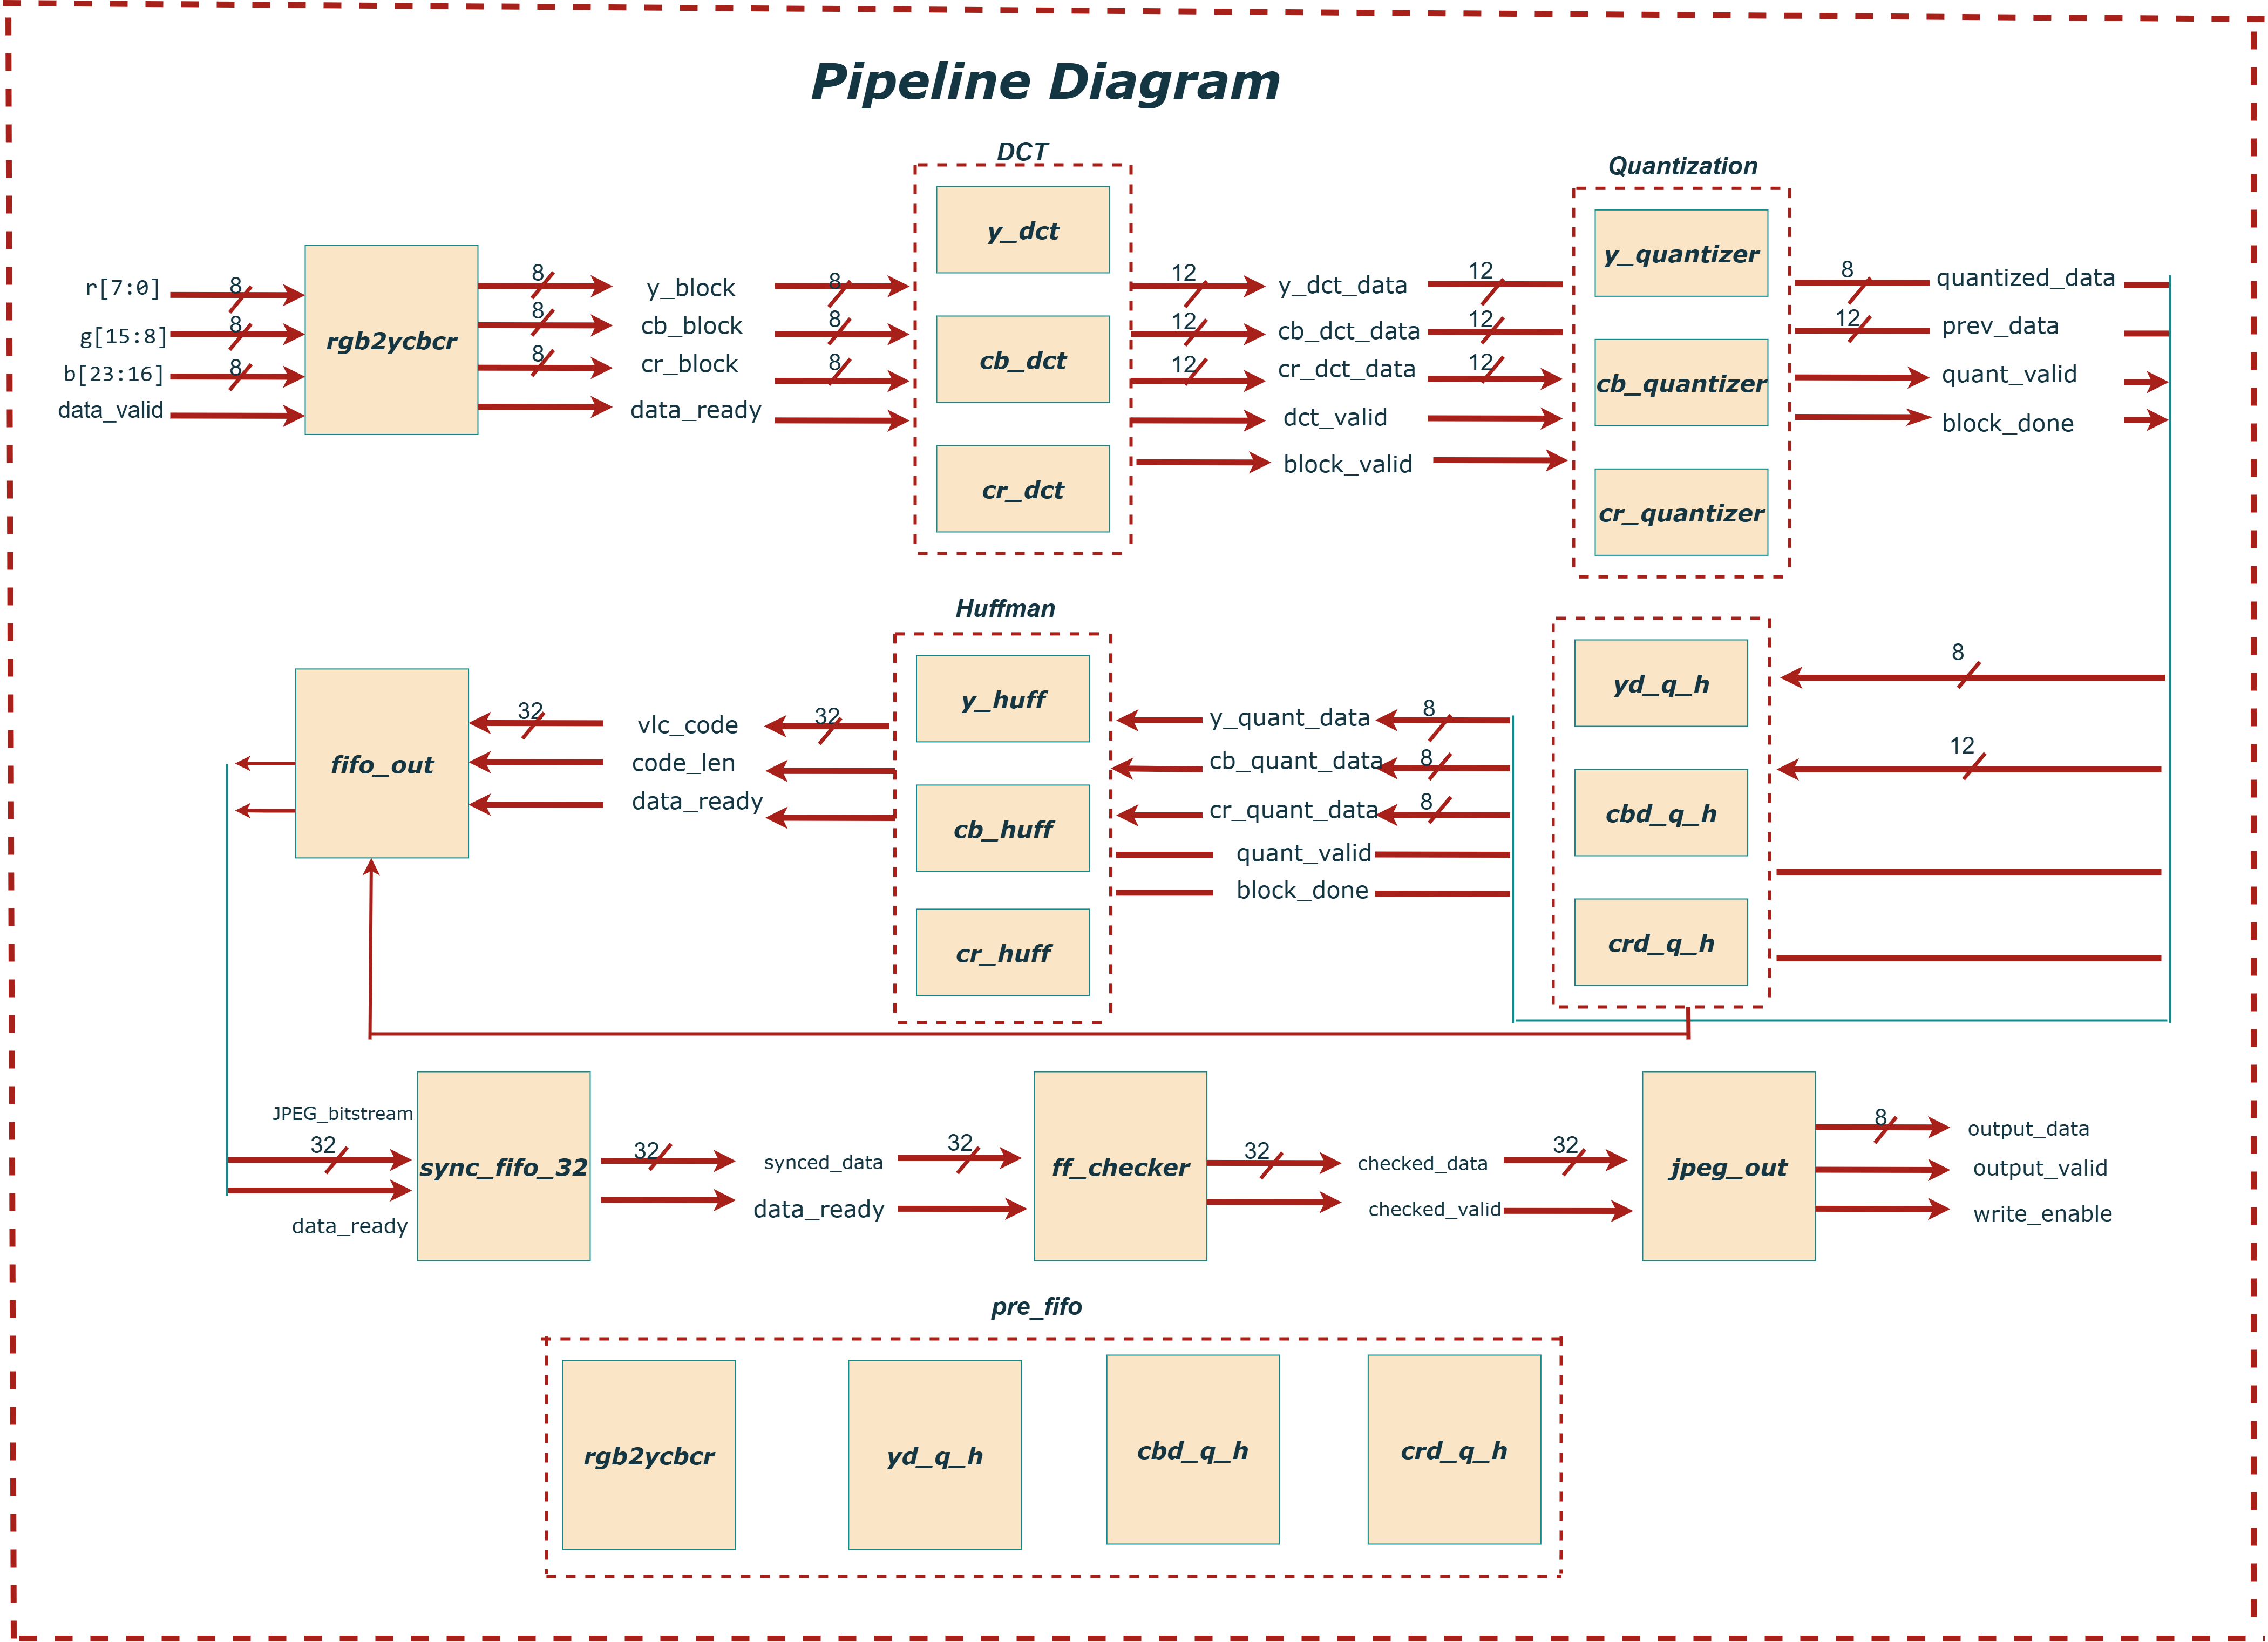 Pipeline Diagram
DCT
Quantization
y_dct
cb_dct
cr_dct
y_quantizer
cb_quantizer
cr_quantizer
r[7:0]
g[15:8]
b[23:16]
data_valid
8
8
8
rgb2ycbcr
8
8
8
y_block
cb_block
cr_block
data_ready
8
8
8
12
12
12
y_dct_data
cb_dct_data
cr_dct_data
dct_valid
block_valid
12
12
12
8
12
quantized_data
prev_data
quant_valid
block_done
Huffman
fifo_out
32
vlc_code
code_len
data_ready
32
y_huff
cb_huff
cr_huff
y_quant_data
cb_quant_data
cr_quant_data
quant_valid
block_done
8
8
8
yd_q_h
cbd_q_h
crd_q_h
8
12
JPEG_bitstream
32
data_ready
sync_fifo_32
32
synced_data
data_ready
32
ff_checker
32
checked_data
checked_valid
32
jpeg_out
8
output_data
output_valid
write_enable
pre_fifo
rgb2ycbcr
yd_q_h
cbd_q_h
crd_q_h